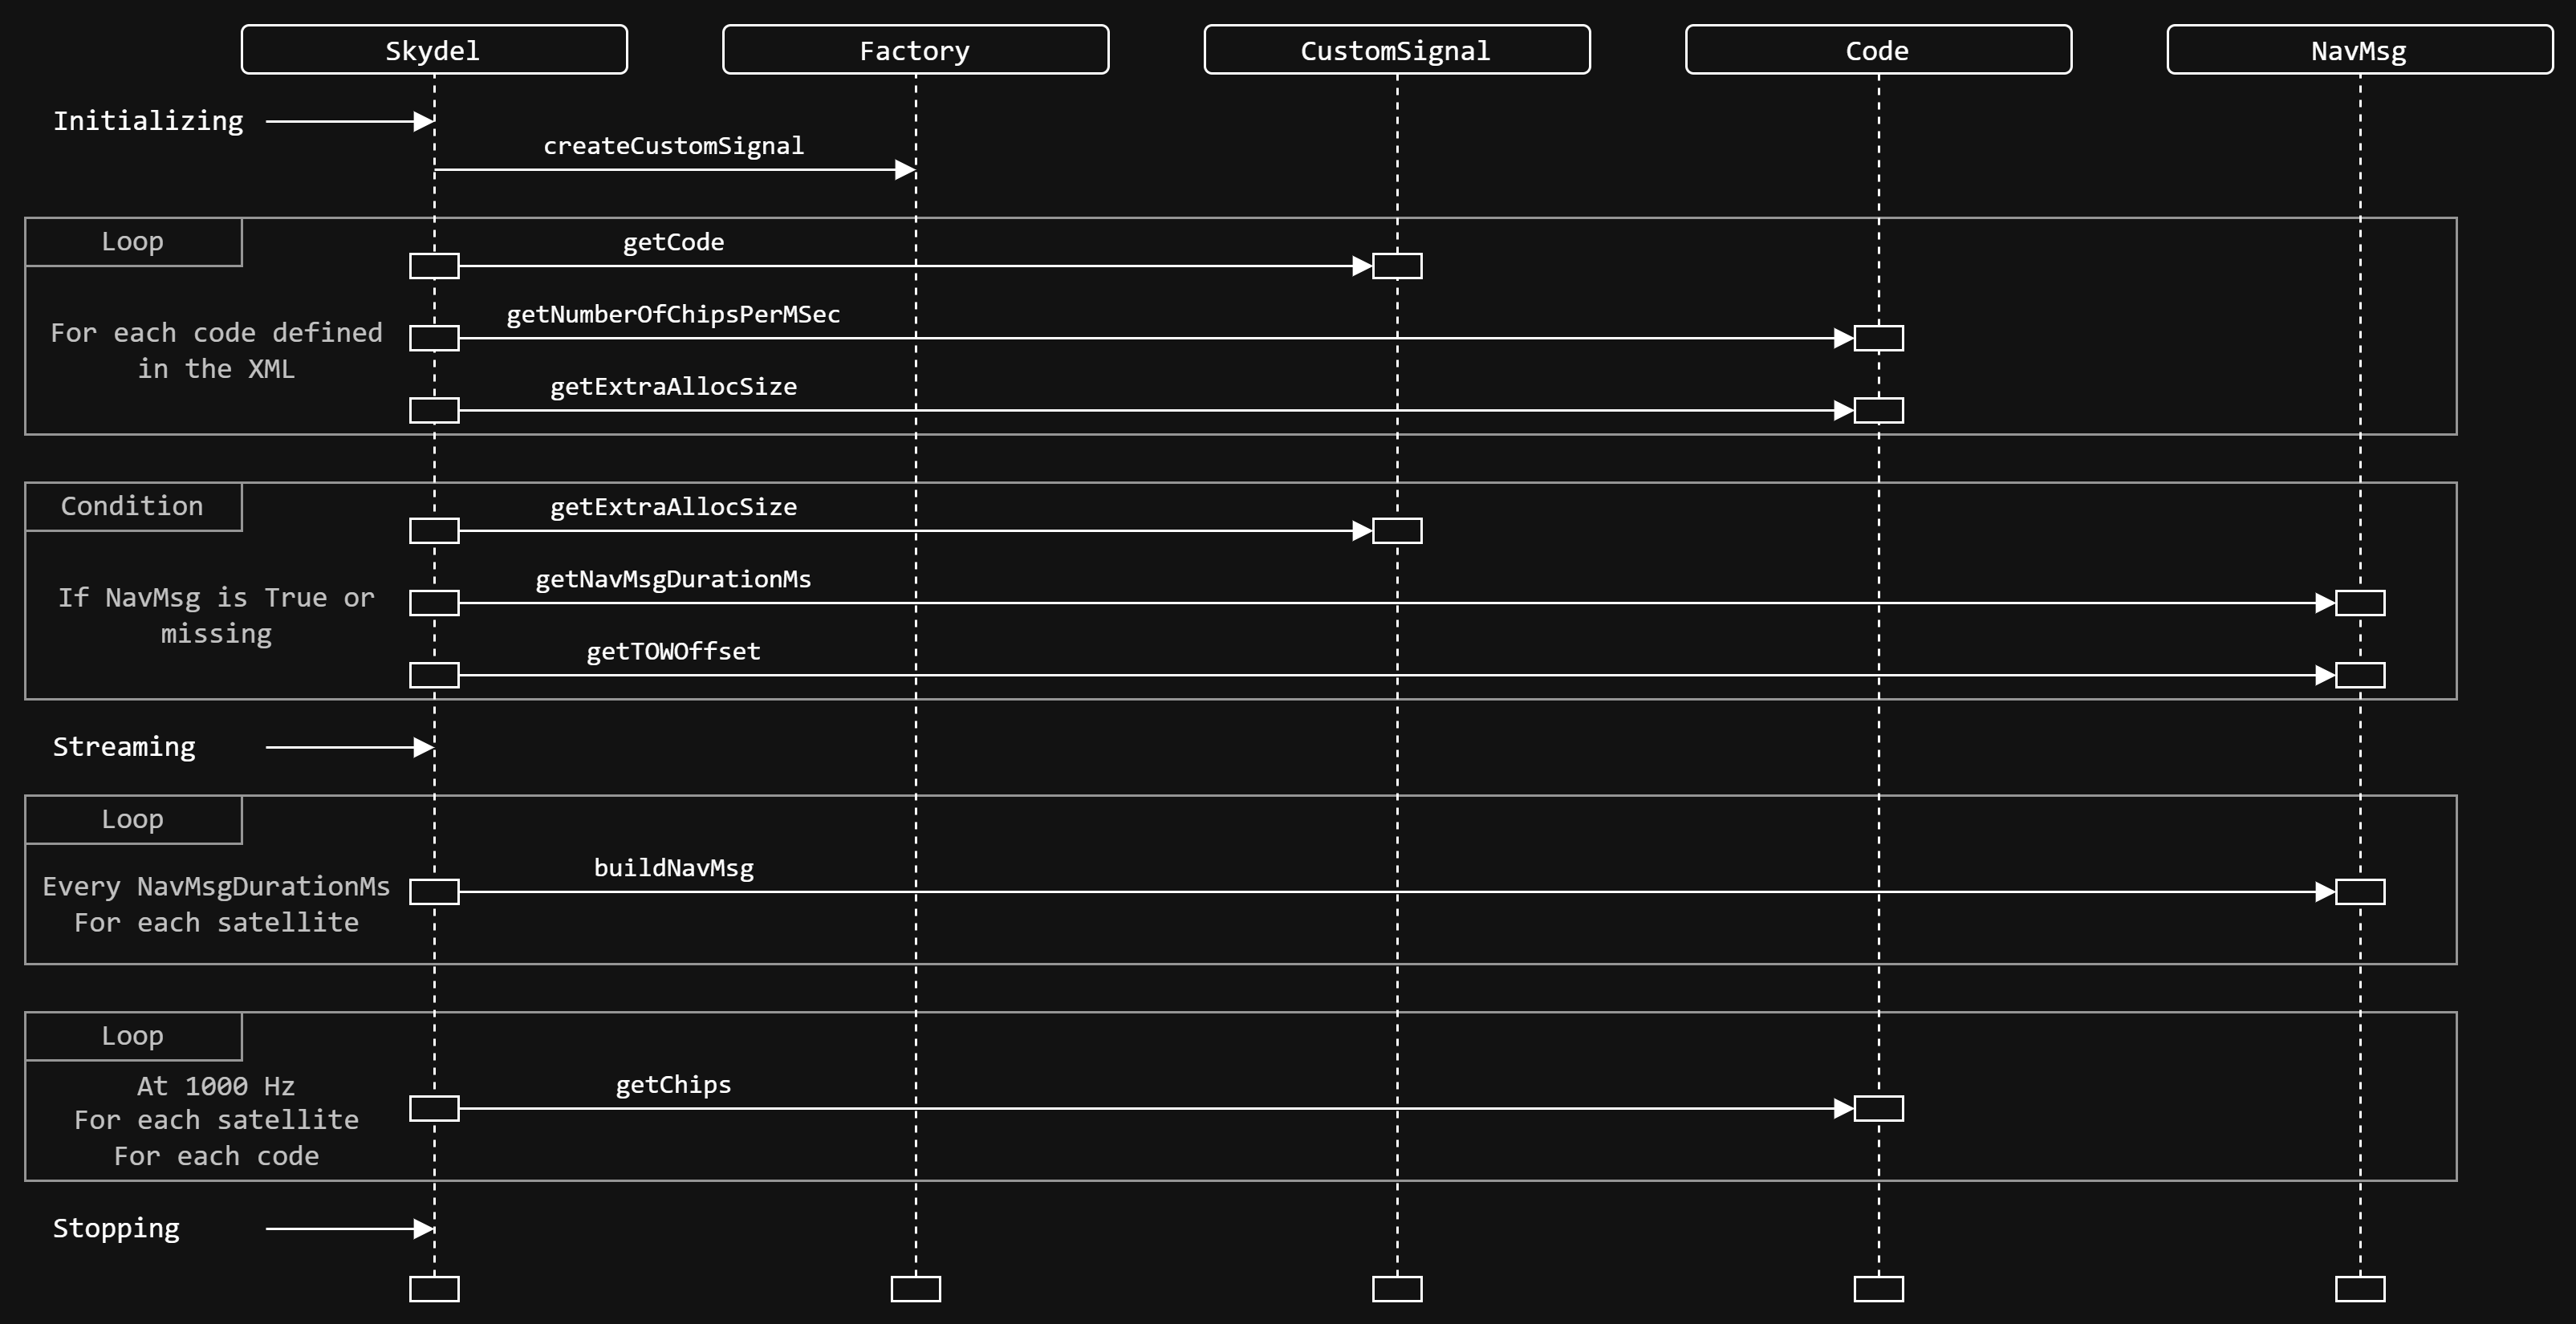 Skydel
Factory
CustomSignal
Code
NavMsg
Initializing
createCustomSignal
Loop
getCode
For each code defined
in the XML
getNumberOfChipsPerMSec
getExtraAllocSize
Condition
getExtraAllocSize
If NavMsg is True or
missing
getNavMsgDurationMs
getTOWOffset
Streaming
Loop
buildNavMsg
Every NavMsgDurationMs
For each satellite
Loop
At 1000 Hz
For each satellite
For each code
getChips
Stopping